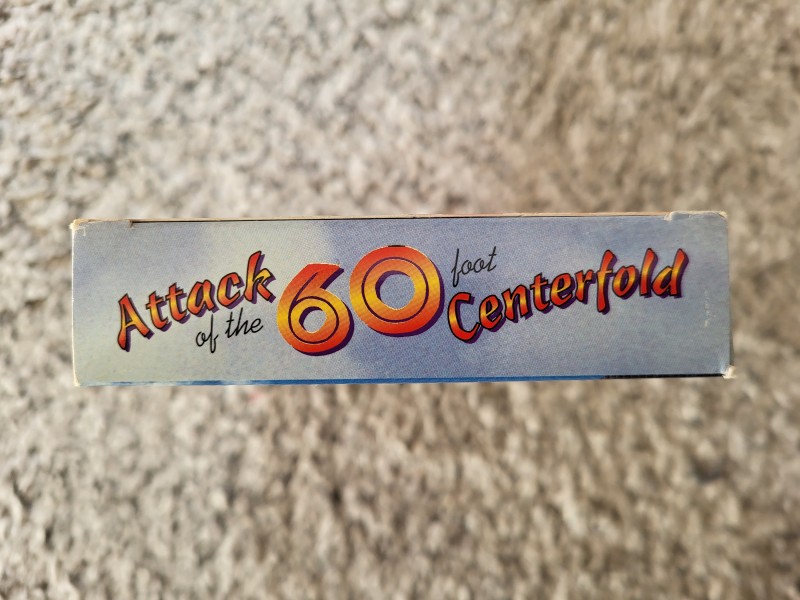 Attack
of the
60
foot
Centerfold